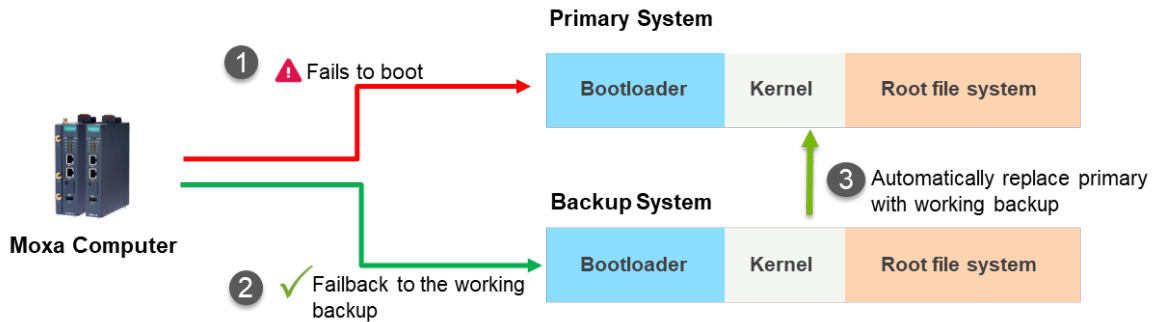 Primary System
1
Fails to boot
Bootloader
Kernel
Root file system
Moxa Computer
3
Automatically replace primary
with working backup
Backup System
Bootloader
Kernel
Root file system
2
Failback to the working
backup